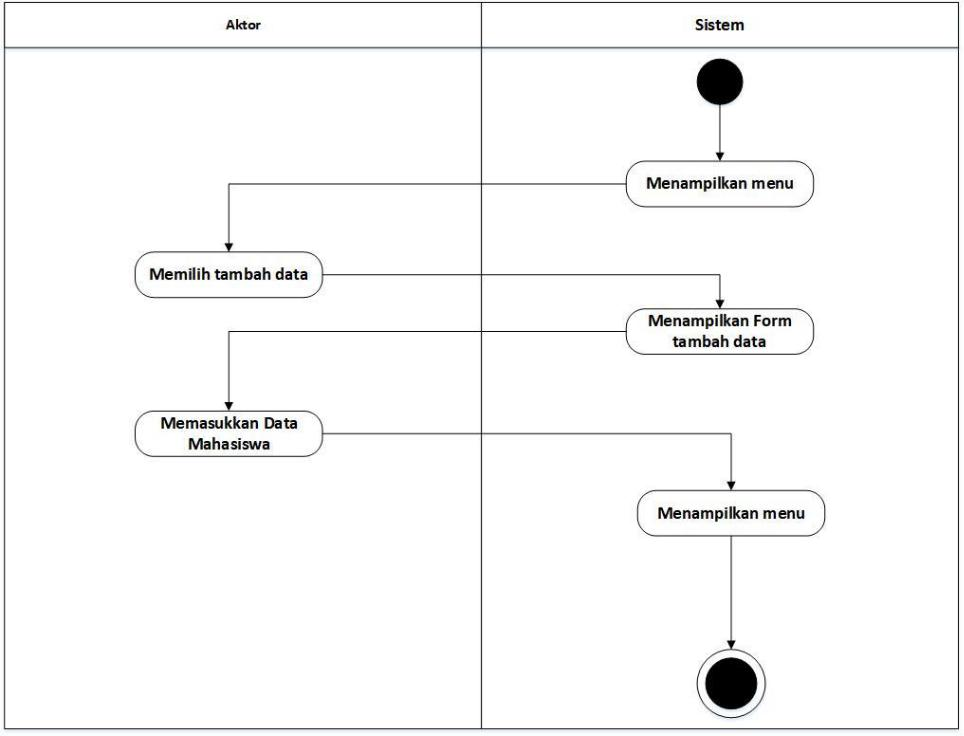 Aktor
Sistem
Menampilkan menu
Memilih tambah data
Menampilkan Form
tambah data
Memasukkan Data
Mahasiswa
Menampilkan menu